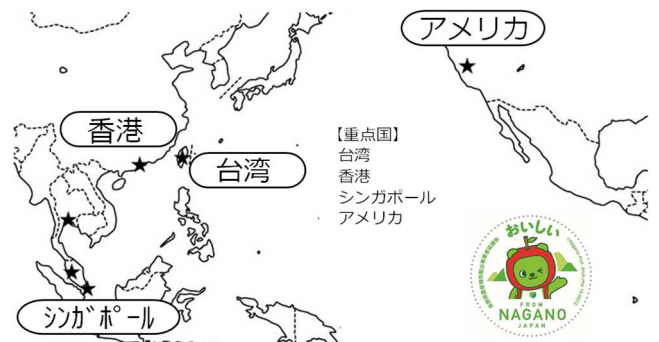 アメリカ
香港
台湾
【重点国】
台湾
香港
シンガポール
アメリカ
ｼﾝｶﾞﾎﾟｰﾙ
おいしい
FROM
NAGANO
JAPAN